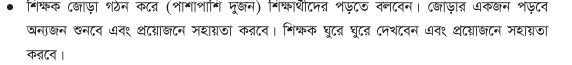 • শিক্ষক জোড়া গঠন করে (পাশাপাশি দুজন) শিক্ষার্থীদের পড়তে বলবেন। জোড়ার একজন পড়বে
অন্যজন শুনবে এবং প্রয়োজনে সহায়তা করবে। শিক্ষক ঘুরে ঘুরে দেখবেন এবং প্রয়োজনে সহায়তা
করবে।